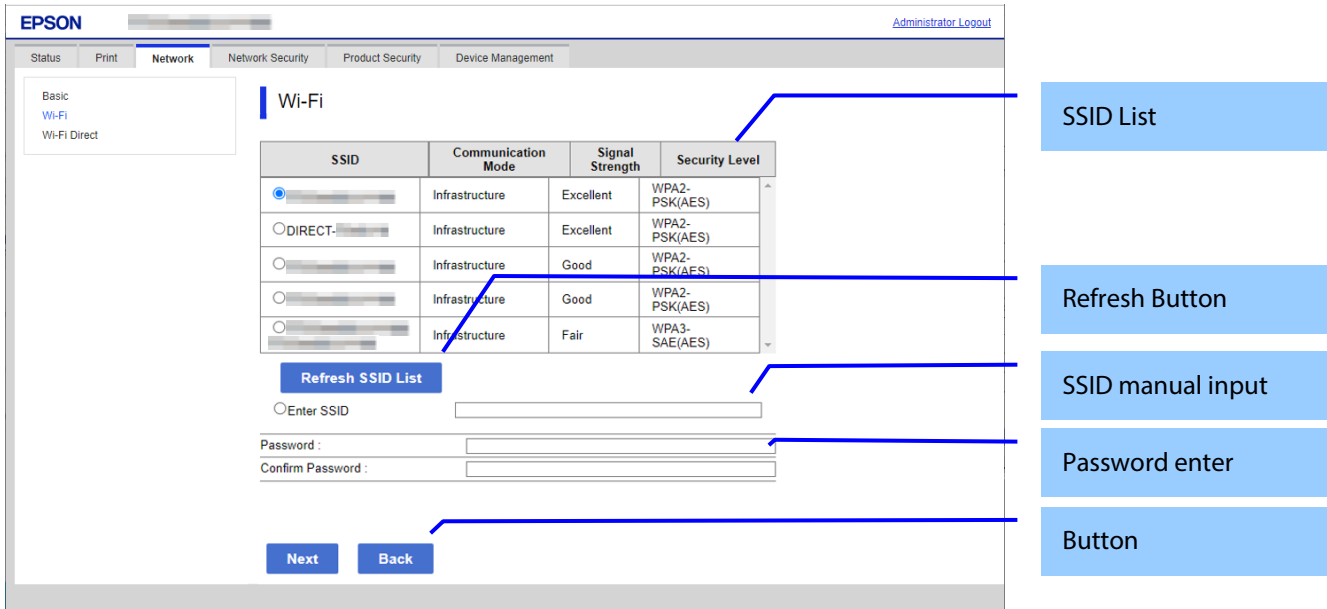 EPSON
Administrator Logout
Status Print Network Network Security Product Security Device Management
Basic
Wi-Fi
Wi-Fi Direct
Wi-Fi
SSID Communication Mode Signal Strength Security Level
Infrastructure Excellent WPA2-PSK(AES)
DIRECT- Infrastructure Excellent WPA2-PSK(AES)
Infrastructure Good WPA2-PSK(AES)
Infrastructure Good WPA2-PSK(AES)
Infrastructure Fair WPA3-SAE(AES)
Refresh SSID List
Enter SSID
Password :
Confirm Password :
Next Back
SSID List
Refresh Button
SSID manual input
Password enter
Button